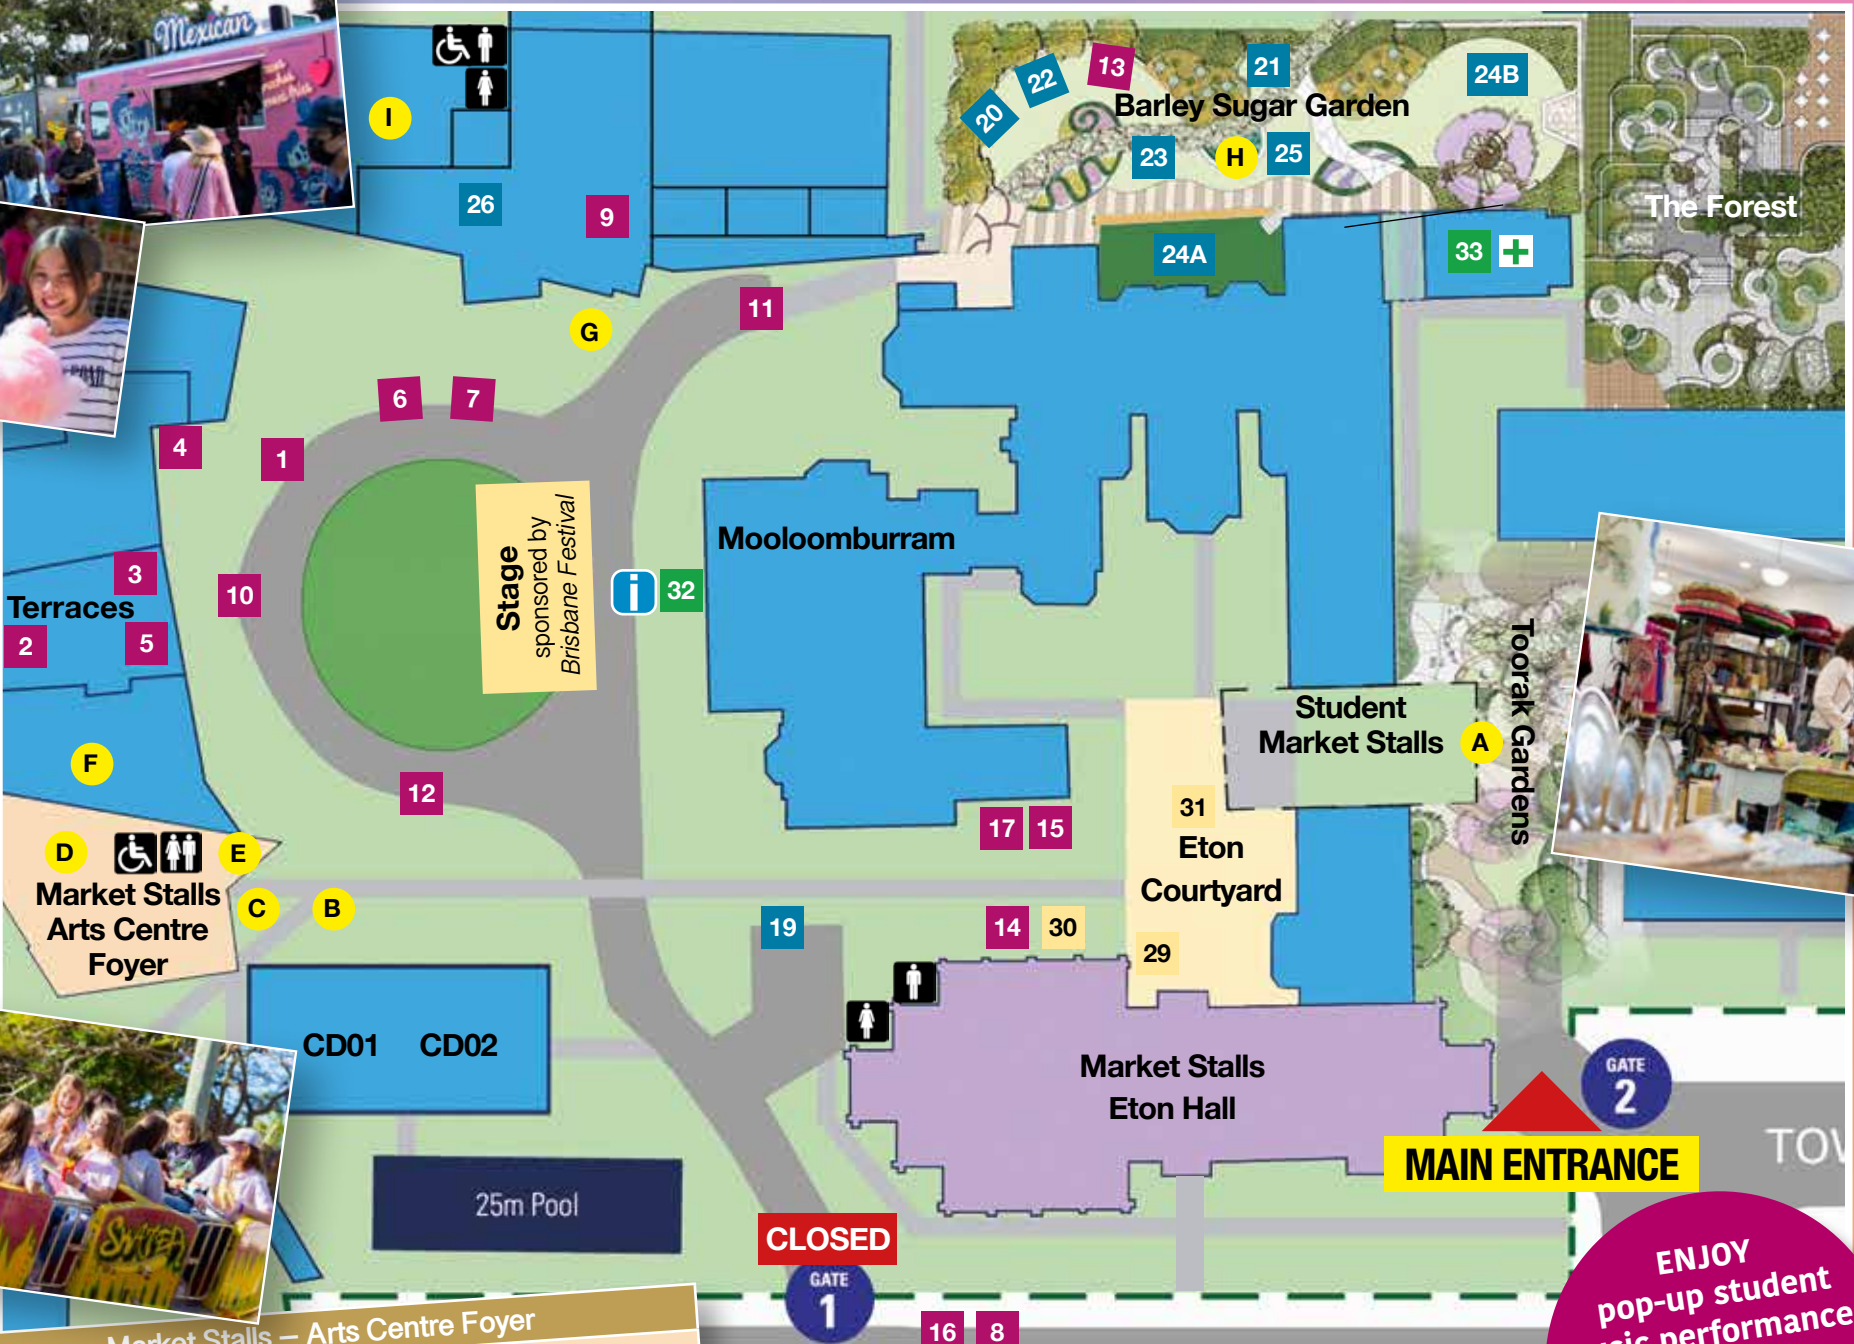 Mexican
I
26
9
20
22
13
21
24B
Barley Sugar Garden
23
H
25
The Forest
24A
33
11
G
6
7
4
1
Mooloomburram
Stage
sponsored by
Brisbane Festival
i
32
3
Terraces
10
2
5
Student
Market Stalls
A
Toorak Gardens
F
12
31
17
15
Eton
Courtyard
D
E
Market Stalls
Arts Centre
Foyer
C
B
19
14
30
29
CD01
CD02
Market Stalls
Eton Hall
GATE
2
MAIN ENTRANCE
25m Pool
CLOSED
GATE
1
16
8
ENJOY
pop-up student
performance
Market Stalls – Arts Centre Foyer